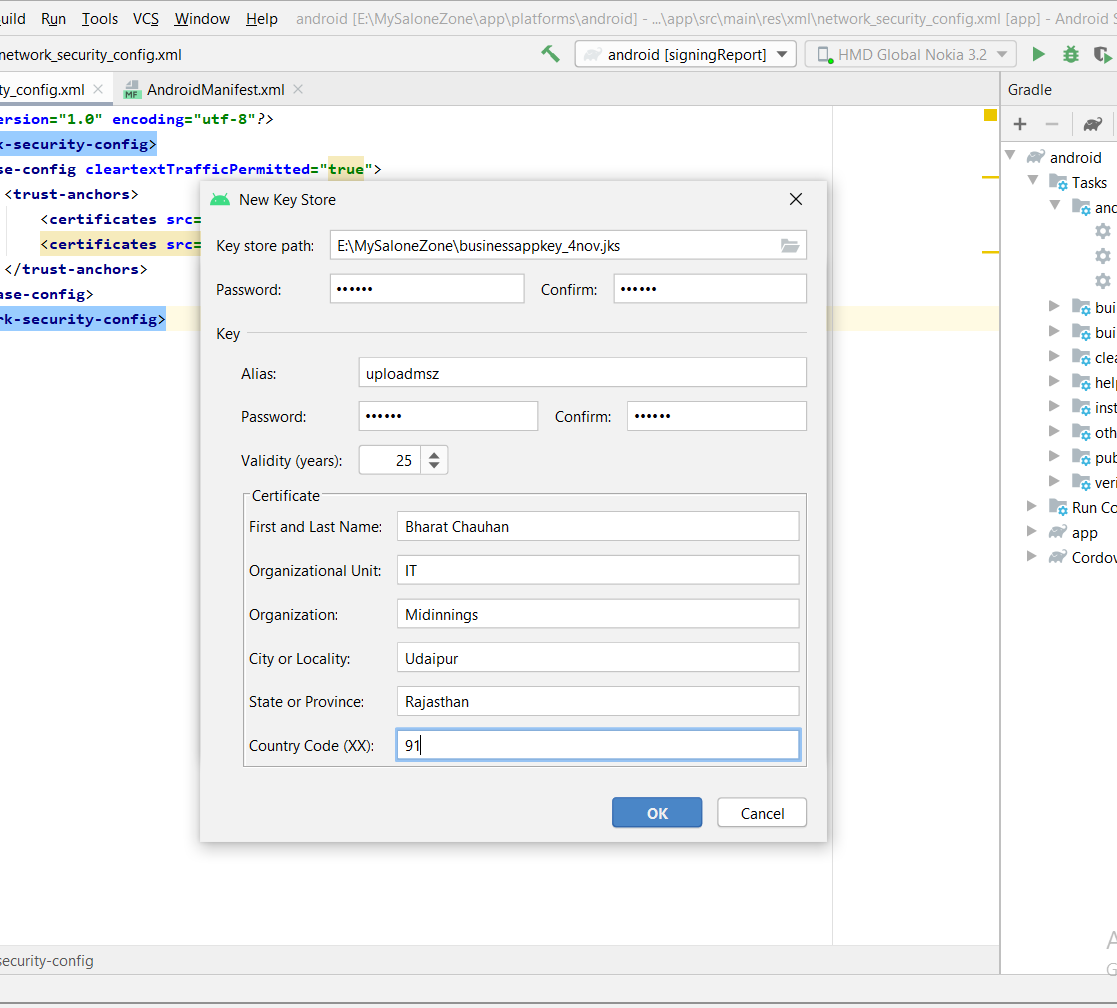 uild Run Tools VCS Window Help android [E:\MySaloneZone\app\platforms\android] - ...\app\src\main\res\xml\network_security_config.xml [app] - Android S
network_security_config.xml android [signingReport] HMD Global Nokia 3.2
ty_config.xml AndroidManifest.xml Gradle
ersion="1.0" encoding="utf-8"?>
k-security-config>
se-config cleartextTrafficPermitted="true">
<trust-anchors>
<certificates src=
<certificates src=
</trust-anchors>
ase-config>
rk-security-config>
New Key Store
Key store path: E:\MySaloneZone\businessappkey_4nov.jks
Password: •••••• Confirm: ••••••
Key
Alias: uploadmsz
Password: •••••• Confirm: ••••••
Validity (years): 25
Certificate
First and Last Name: Bharat Chauhan
Organizational Unit: IT
Organization: Midinnings
City or Locality: Udaipur
State or Province: Rajasthan
Country Code (XX): 91
OK Cancel
android
Tasks
and
bui
bui
clea
help
inst
oth
pub
veri
Run Co
app
Cordov
security-config
A
G